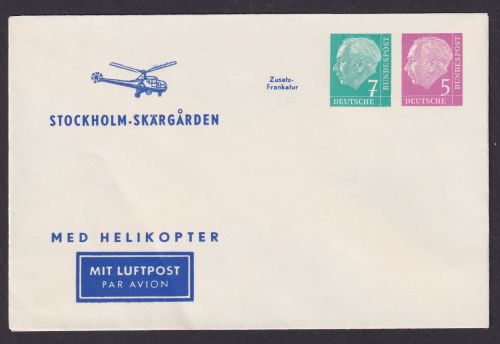 Zusatz-
Frankatur
7
DEUTSCHE
BUNDESPOST
5
DEUTSCHE
BUNDESPOST
STOCKHOLM-SKÄRGÅRDEN
MED HELIKOPTER
MIT LUFTPOST
PAR AVION